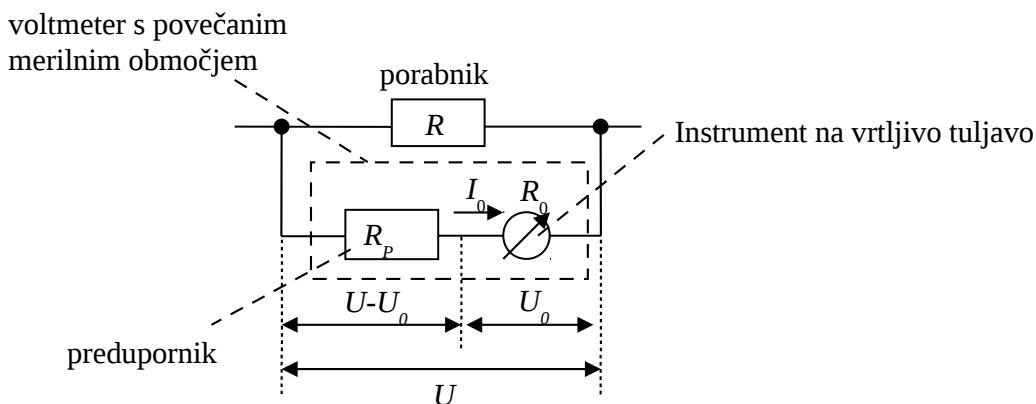 voltmeter s povečanim
merilnim območjem
porabnik
R
Instrument na vrtljivo tuljavo
I0
R0
RP
U-U0
U0
predupornik
U